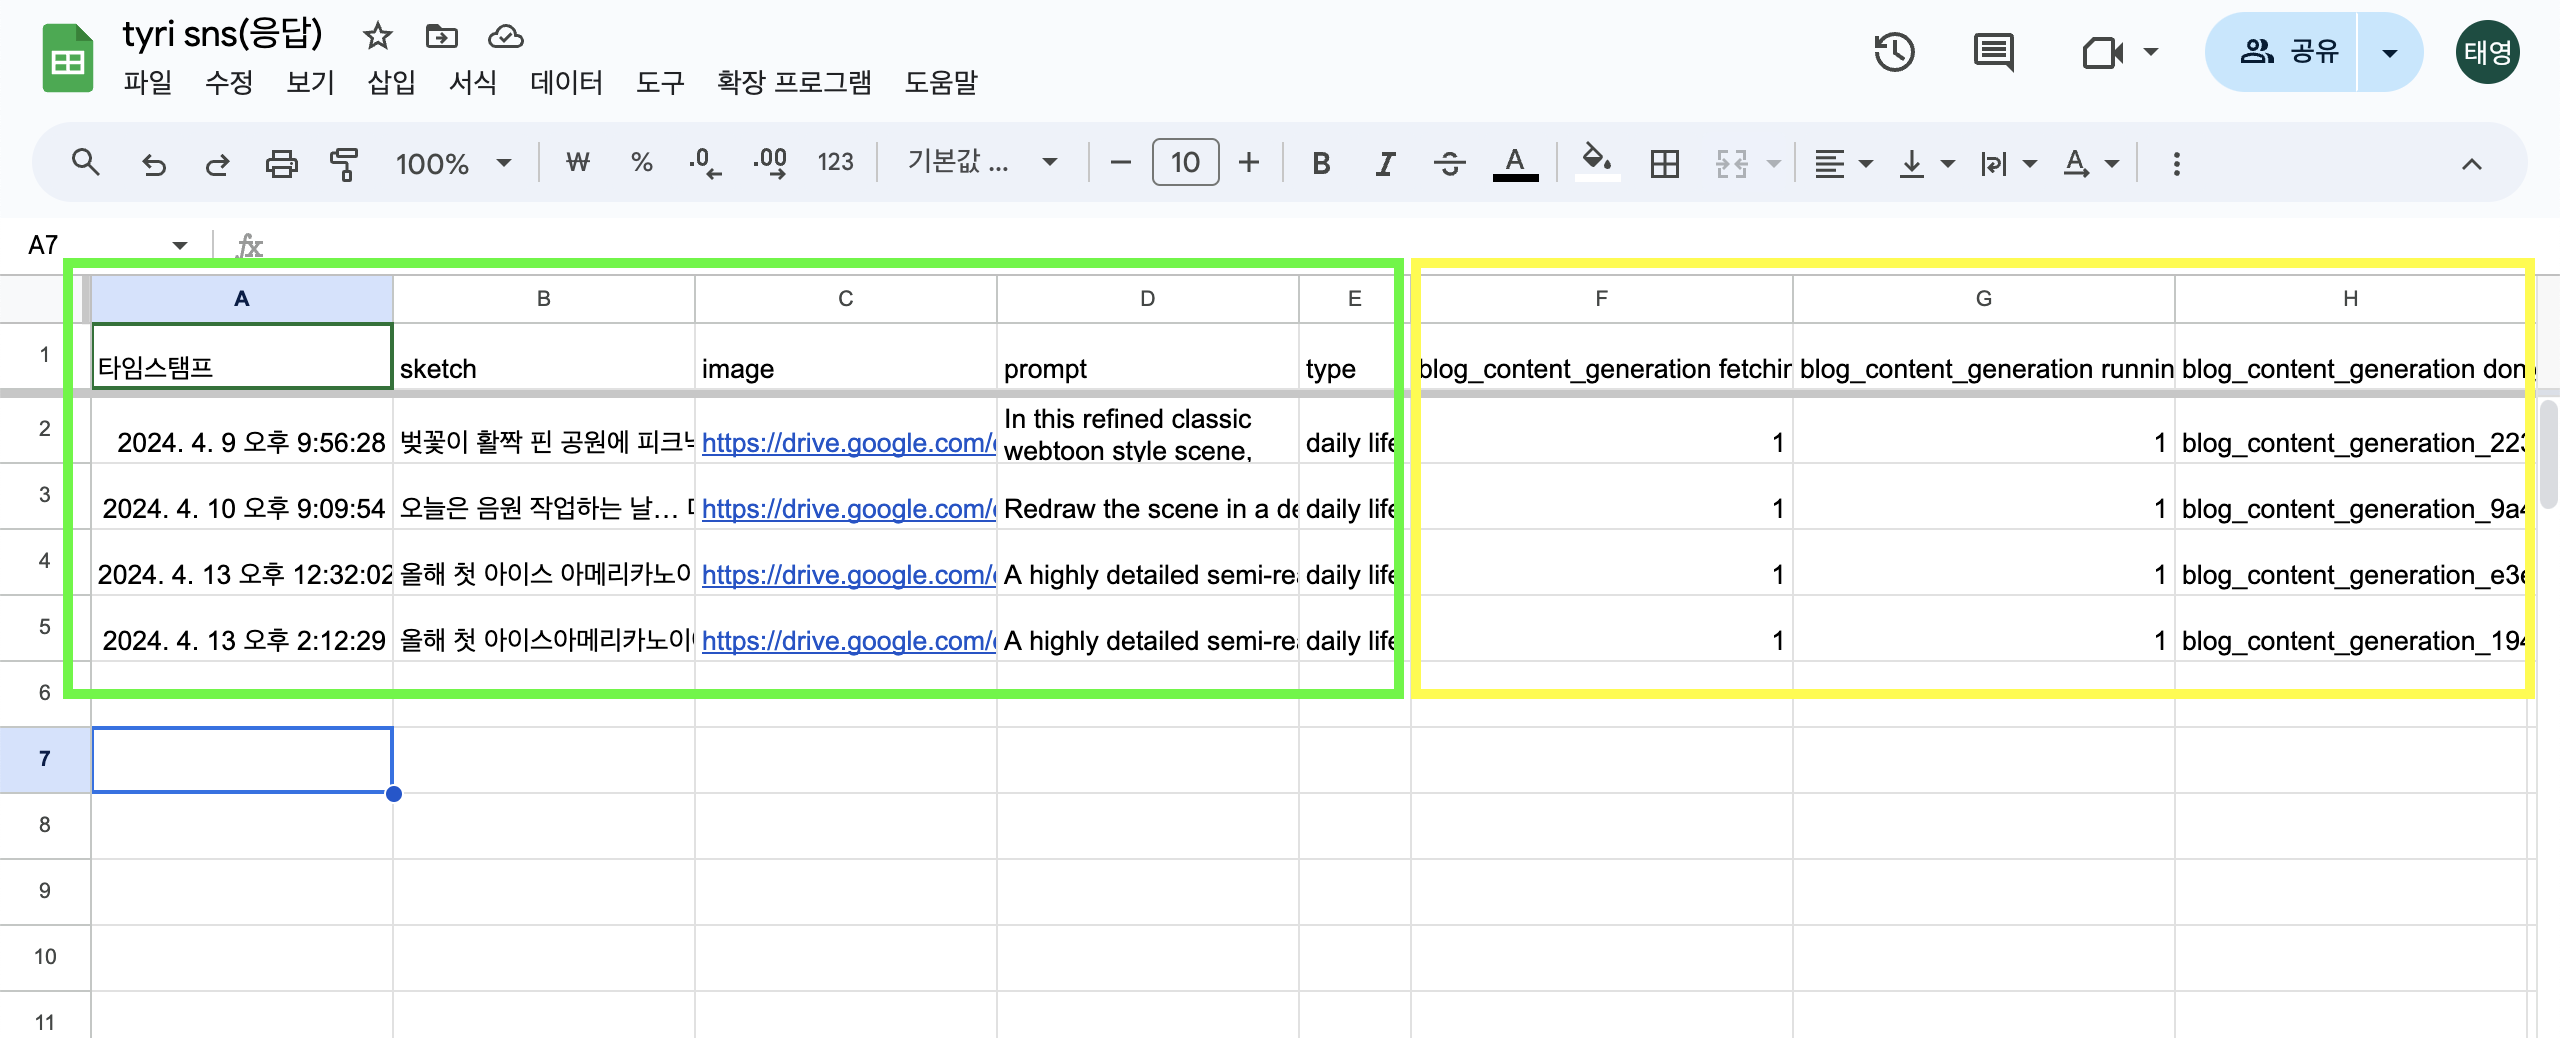 tyri sns(응답)
파일 수정 보기 삽입 서식 데이터 도구 확장 프로그램 도움말
공유
태영
100% ₩ % .0 .00 123 기본값 ... 10 B I S A A
A7 fx
A B C D E F G H
1 타임스탬프 sketch image prompt type blog_content_generation fetchin blog_content_generation runnin blog_content_generation don
2 2024. 4. 9 오후 9:56:28 벚꽃이 활짝 핀 공원에 피크닉 https://drive.google.com/ In this refined classic daily life 1 1 blog_content_generation_223
webtoon style scene,
3 2024. 4. 10 오후 9:09:54 오늘은 음원 작업하는 날... https://drive.google.com/ Redraw the scene in a de daily life 1 1 blog_content_generation_9a4
4 2024. 4. 13 오후 12:32:02 올해 첫 아이스 아메리카노이 https://drive.google.com/ A highly detailed semi-rea daily life 1 1 blog_content_generation_e3e
5 2024. 4. 13 오후 2:12:29 올해 첫 아이스아메리카노이 https://drive.google.com/ A highly detailed semi-rea daily life 1 1 blog_content_generation_194
6
7
8
9
10
11